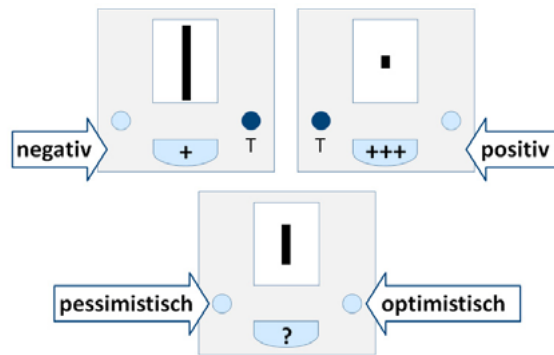 T
T
negativ
+
+++
positiv
pessimistisch
optimistisch
?